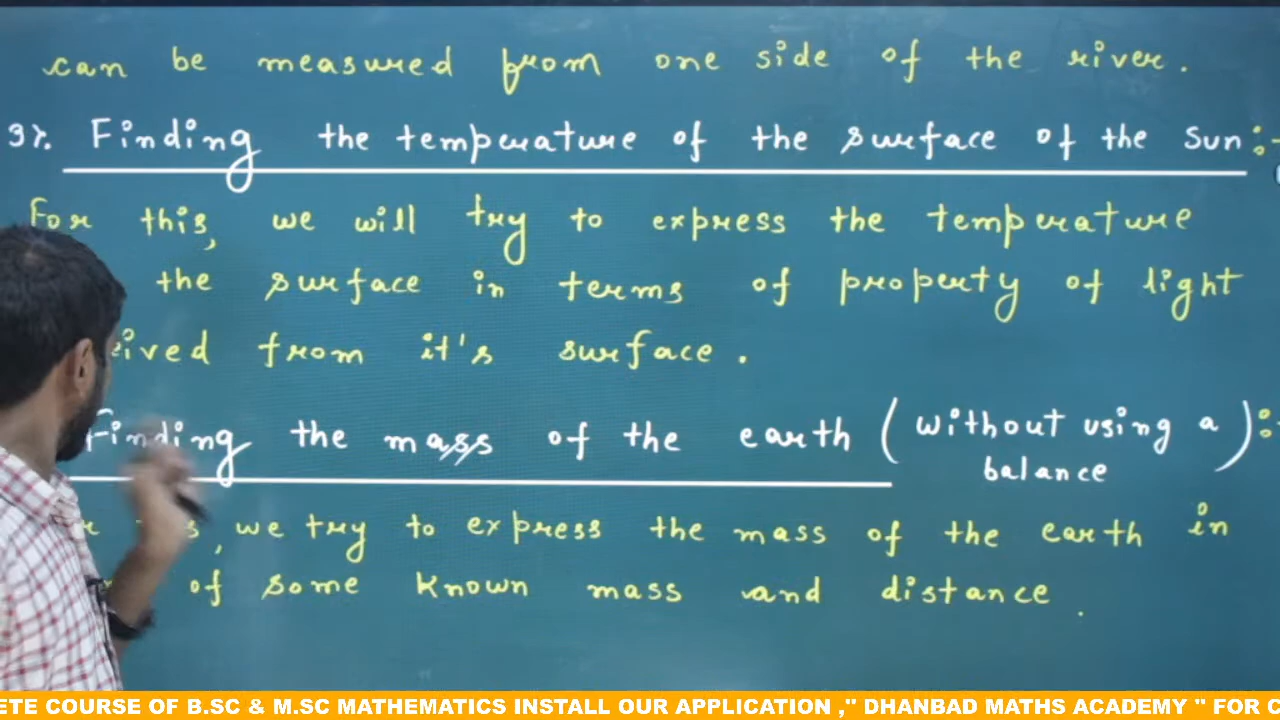 can be measured from one side of the river.
3). Finding the temperature of the surface of the Sun :-
For this, we will try to express the temperature
the surface in terms of property of light
eived from it's surface.
Finding the mass of the earth (without using a balance) :-
we try to express the mass of the earth in
of some known mass and distance.
ETE COURSE OF B.SC & M.SC MATHEMATICS INSTALL OUR APPLICATION ," DHANBAD MATHS ACADEMY " FOR C